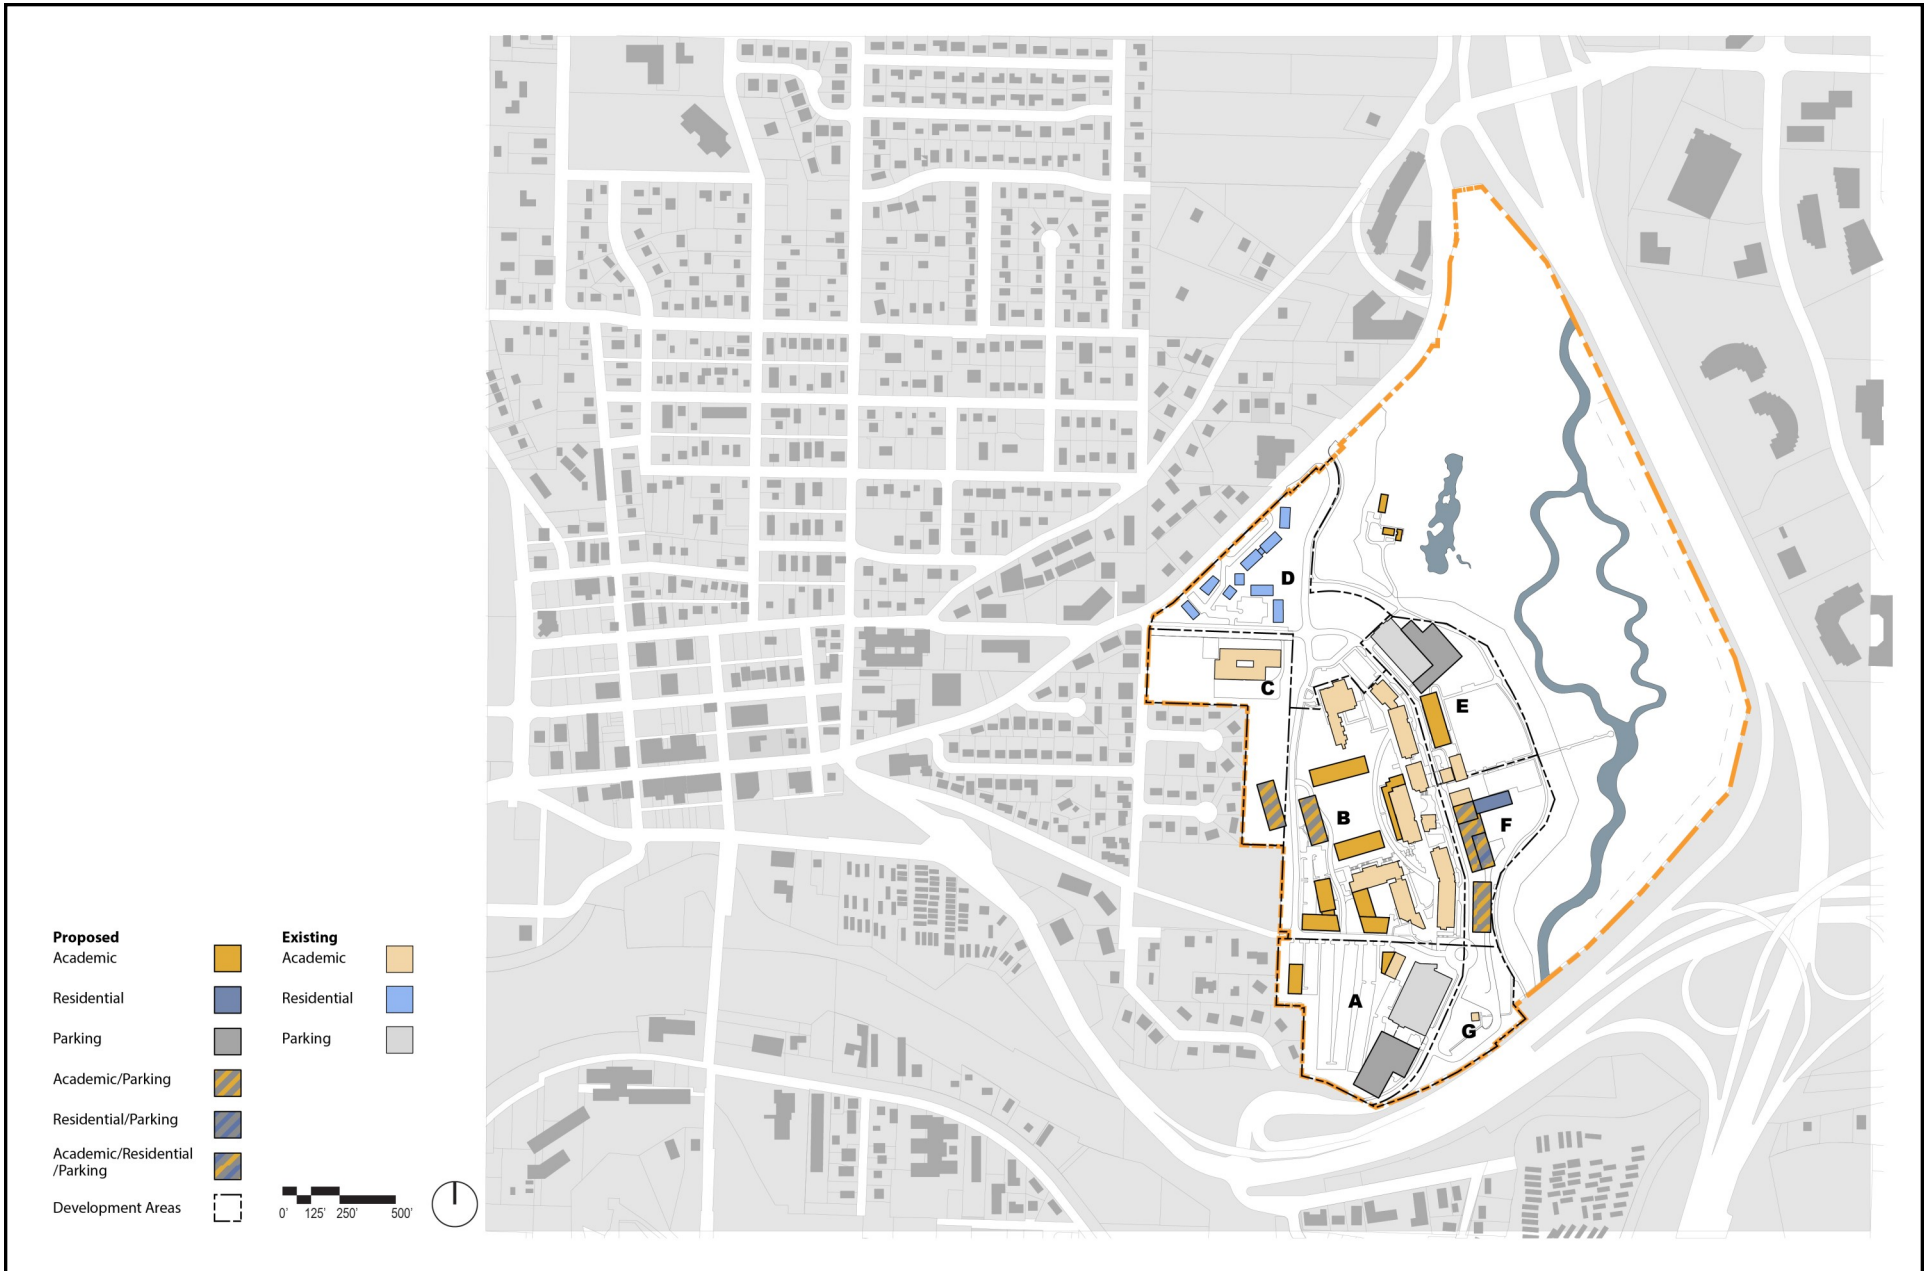 D
C
E
B
F
A
G
Proposed
Academic
Residential
Parking
Academic/Parking
Residential/Parking
Academic/Residential
/Parking
Development Areas
Existing
Academic
Residential
Parking
0' 125' 250' 500'